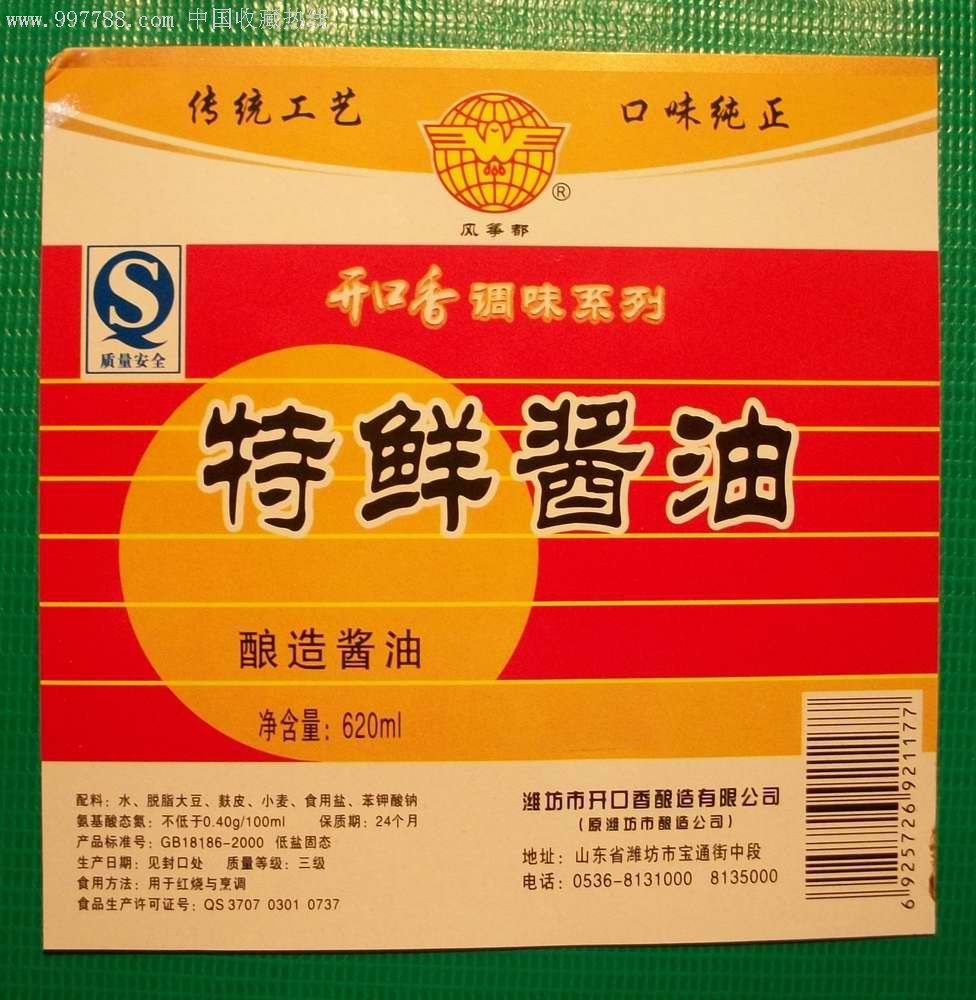 www.997788.com 中国收藏热线
传统工艺
口味纯正
®
风筝都
质量安全
开口香调味系列
特鲜酱油
酿造酱油
净含量：620ml
配料：水、脱脂大豆、麸皮、小麦、食用盐、苯钾酸钠
氨基酸态氮：不低于0.40g/100ml 保质期：24个月
产品标准号：GB18186-2000 低盐固态
生产日期：见封口处 质量等级：三级
食用方法：用于红烧与烹调
食品生产许可证号：QS 3707 0301 0737
潍坊市开口香酿造有限公司
（原潍坊市酿造公司）
地址：山东省潍坊市宝通街中段
电话：0536-8131000 8135000
6 925726 921177